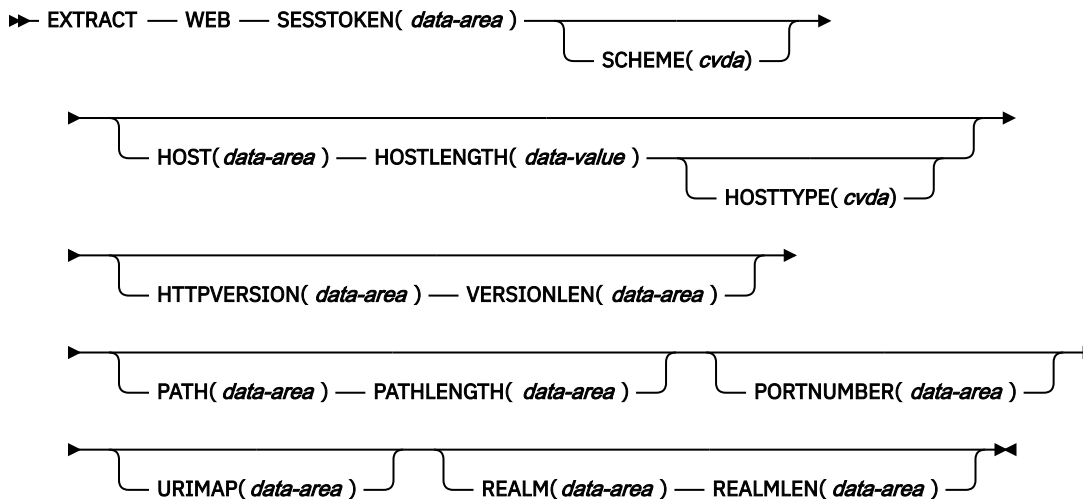 EXTRACT WEB SESSTOKEN( data-area )
SCHEME( cvda)
HOST( data-area ) HOSTLENGTH( data-value )
HOSTTYPE( cvda)
HTTPVERSION( data-area ) VERSIONLEN( data-area )
PATH( data-area ) PATHLENGTH( data-area ) PORTNUMBER( data-area )
URIMAP( data-area ) REALM( data-area ) REALMLEN( data-area )